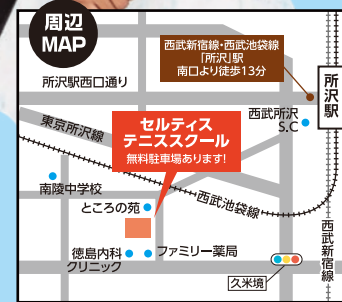 周辺
MAP
西武新宿線・西武池袋線
「所沢」駅
南口より徒歩13分
所沢駅西口通り
所沢駅
西武所沢
S.C
東京所沢線
セルティス
テニススクール
無料駐車場あります!
南陵中学校
ところの苑
西武池袋線
徳島内科
クリニック
ファミリー薬局
西武新宿線
久米境